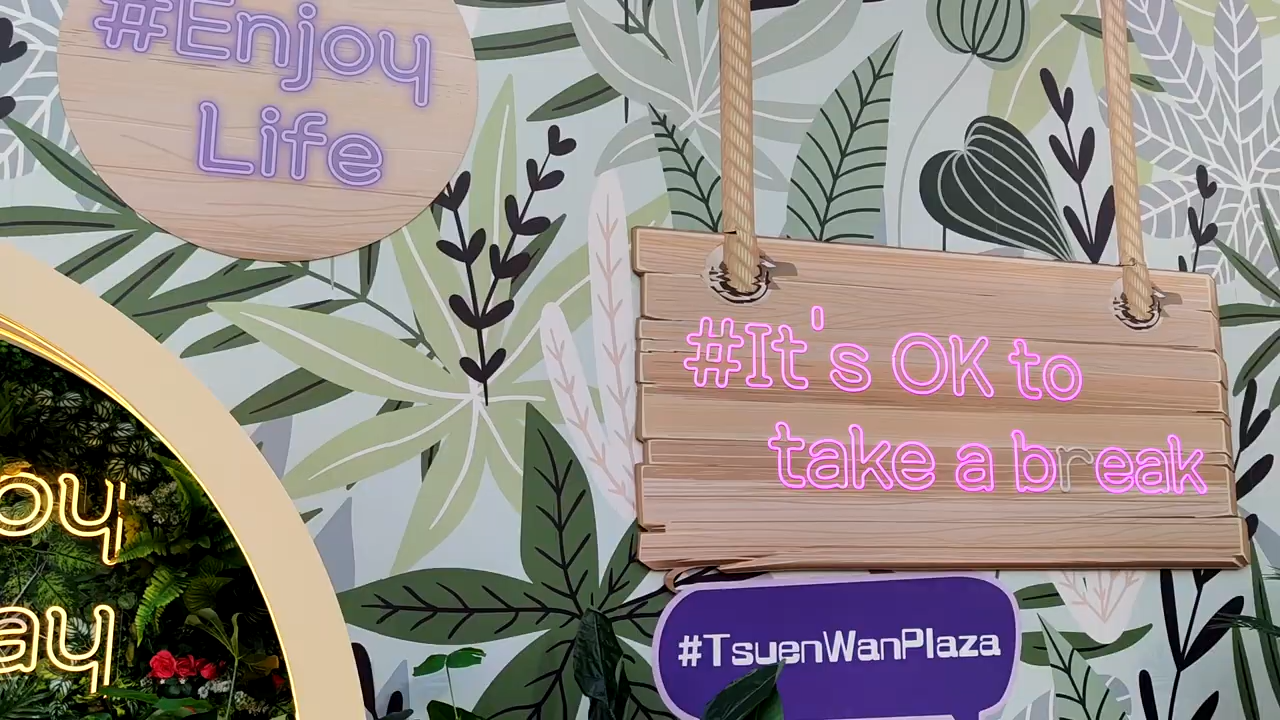 #Enjoy
Life
#It's OK to
take a break
#TsuenWanPlaza